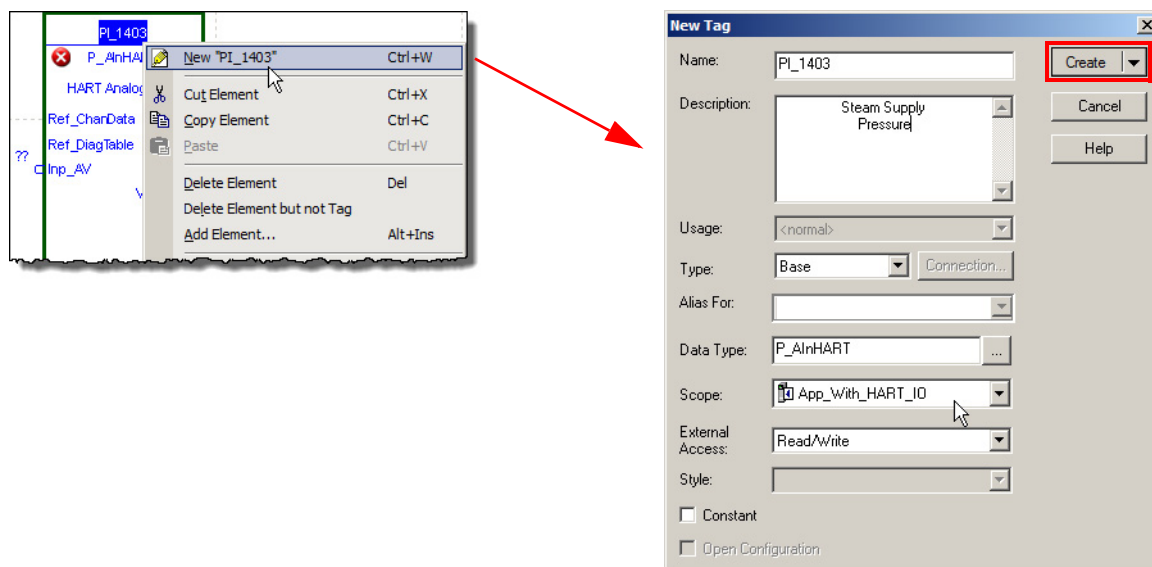 PI_1403
P_AInHA
HART Analog
Ref_ChanData
Ref_DiagTable
??
Inp_AV
V
New "PI_1403" Ctrl+W
Cut Element Ctrl+X
Copy Element Ctrl+C
Paste Ctrl+V
Delete Element Del
Delete Element but not Tag
Add Element... Alt+Ins
New Tag
Name: PI_1403
Create
Description: Steam Supply
Pressure
Cancel
Help
Usage: <normal>
Type: Base Connection...
Alias For:
Data Type: P_AInHART ...
Scope: App_With_HART_IO
External
Access: Read/Write
Style:
Constant
Open Configuration